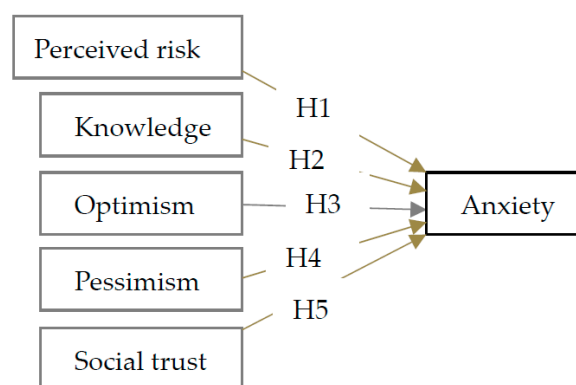 Perceived risk
H1
Knowledge
H2
Optimism
H3
Anxiety
Pessimism
H4
H5
Social trust